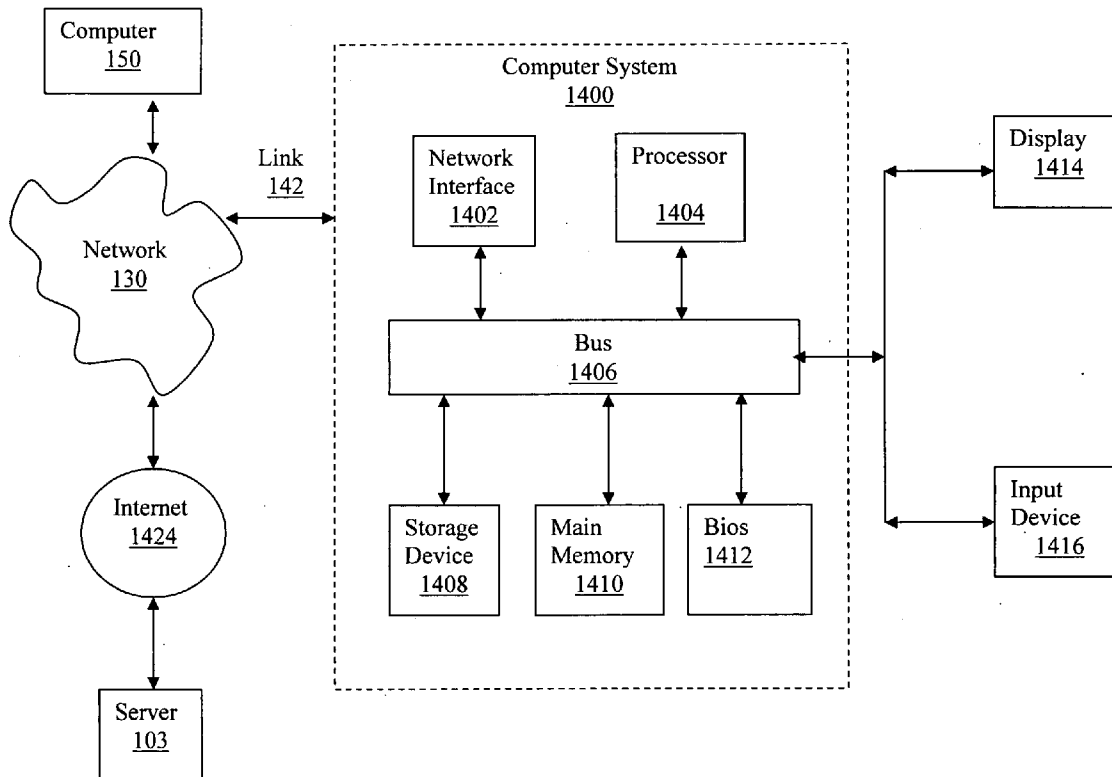 Computer
150
Computer System
1400
Link
142
Network
Interface
1402
Processor
1404
Display
1414
Network
130
Bus
1406
Internet
1424
Storage
Device
1408
Main
Memory
1410
Bios
1412
Input
Device
1416
Server
103